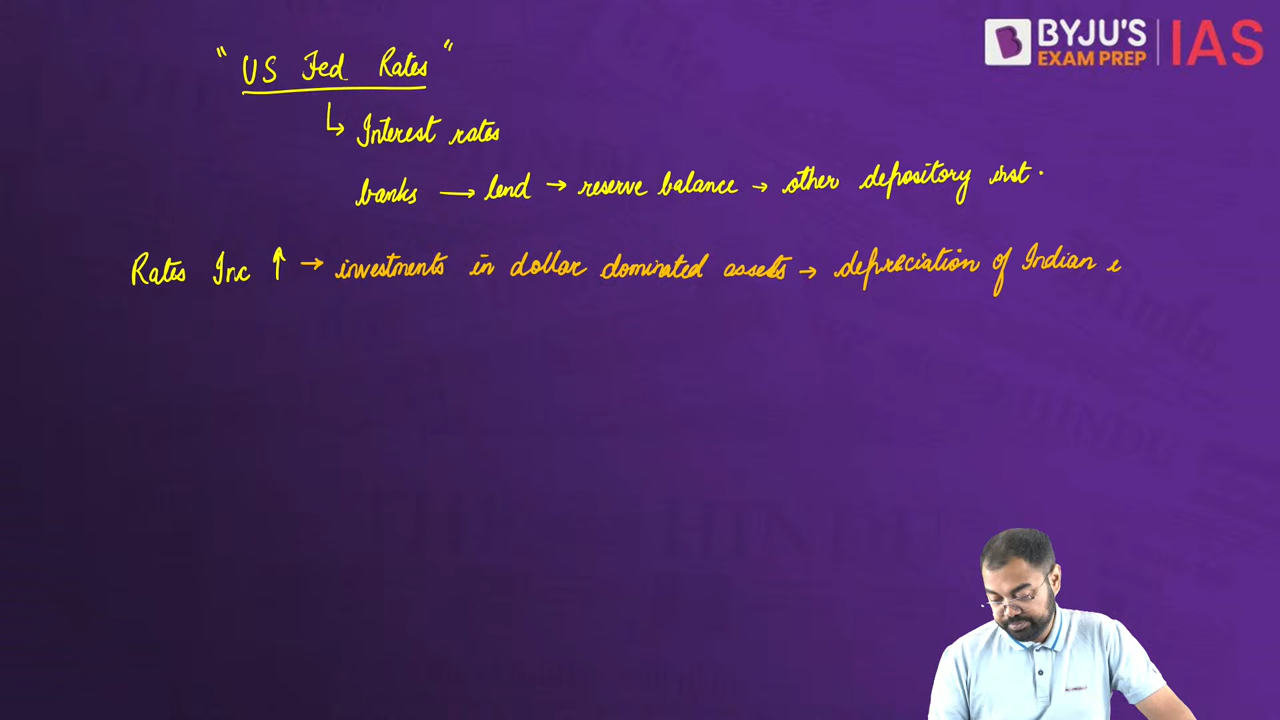 " US Fed Rates "
BYJU'S
EXAM PREP
IAS
↳ Interest rates
banks → lend → reserve balance → other depository inst.
Rates Inc ↑ → investments in dollar dominated assets → depreciation of Indian